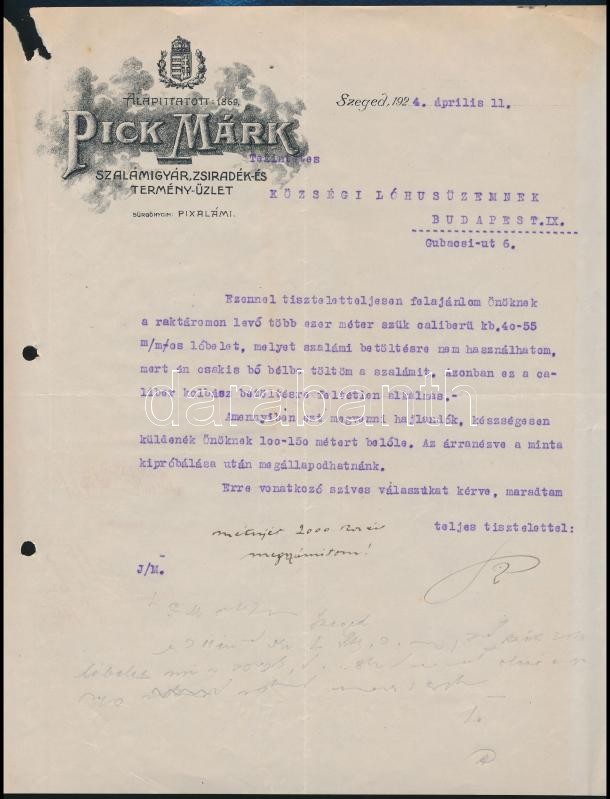 ALAPITTATOTT: 1869.
PICK MÁRK
SZALÁMIGYÁR, ZSIRADÉK-ÉS
TERMÉNY-ÜZLET
SÜRGÖNYCIM: PIXALÁMI.
Szeged, 1924. április 11.
Tekintetes
KÖZSÉGI LÓHUSÜZEMNEK
BUDAPEST.IX.
Gubacsi-ut 6.
Ezennel tisztelettelјesen felajánlom önöknek
a raktáromon levő több ezer méter szük caliberü kb.40-55
m/m-os lóbelet, melyet szalámi betöltésre nem használhatom,
mert én csakis bő bélbe töltöm a szalámit, azonban ez a ca-
liber kolbász betöltésre feltétlen alkalmas.-
Amennyiben ezt megvenni hajlandók, készségesen
küldenék Önöknek 100-150 métert belőle. Az árranézve a minta
kipróbálása után megállapodhatnánk.
Erre vonatkozó szives válaszukat kérve, maradtam
teljes tisztelettel:
2000
J/M.
Szeged
darabanth